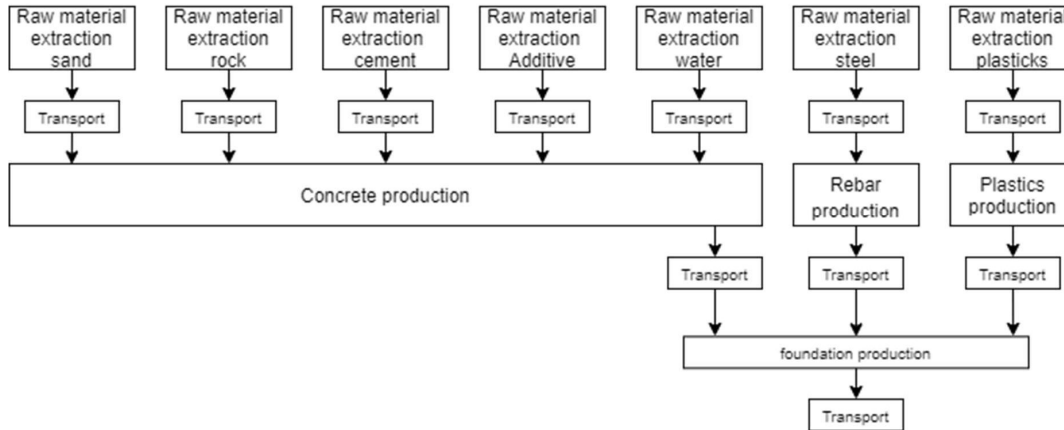 Raw material
extraction
sand
Raw material
extraction
rock
Raw material
extraction
cement
Raw material
extraction
Additive
Raw material
extraction
water
Raw material
extraction
steel
Raw material
extraction
plasticks
Transport
Transport
Transport
Transport
Transport
Transport
Transport
Concrete production
Rebar
production
Plastics
production
Transport
Transport
Transport
foundation production
Transport